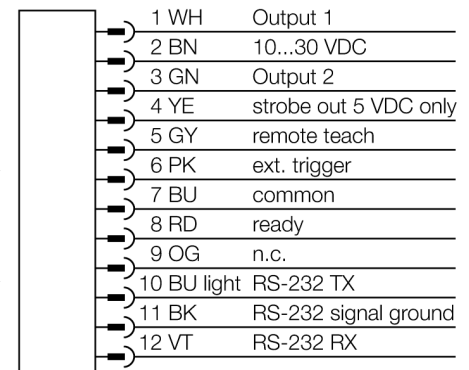 1 WH Output 1
2 BN 10...30 VDC
3 GN Output 2
4 YE strobe out 5 VDC only
5 GY remote teach
6 PK ext. trigger
7 BU common
8 RD ready
9 OG n.c.
10 BU light RS-232 TX
11 BK RS-232 signal ground
12 VT RS-232 RX